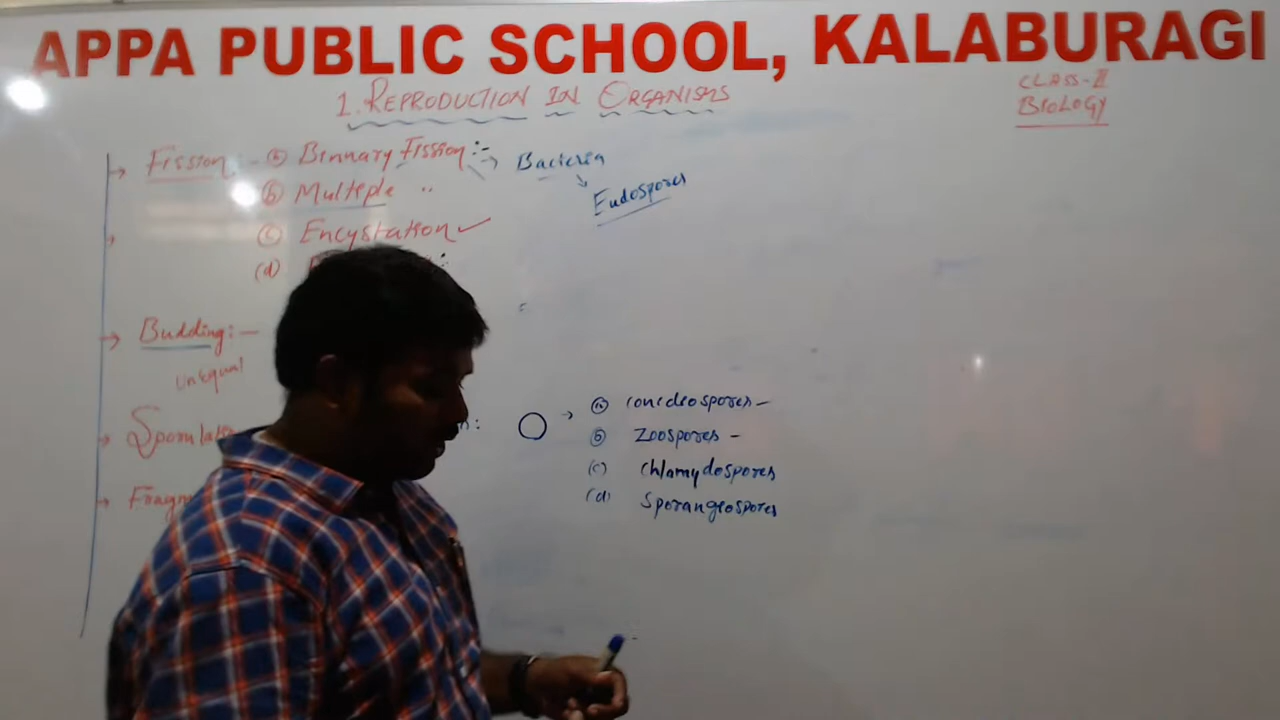 APPA PUBLIC SCHOOL, KALABURAGI
CLASS-II
1. REPRODUCTION IN ORGANISMS
BIOLOGY
→ Fission :- ⓐ Binnary Fission :- → Bacteria
ⓑ Multiple " → Endospores
ⓒ Encystation ✓
(d)
→ Budding :-
unequal
→ ⓐ conidiospores -
ⓑ Zoospores -
(c) chlamydospores
(d) Sporangiospores